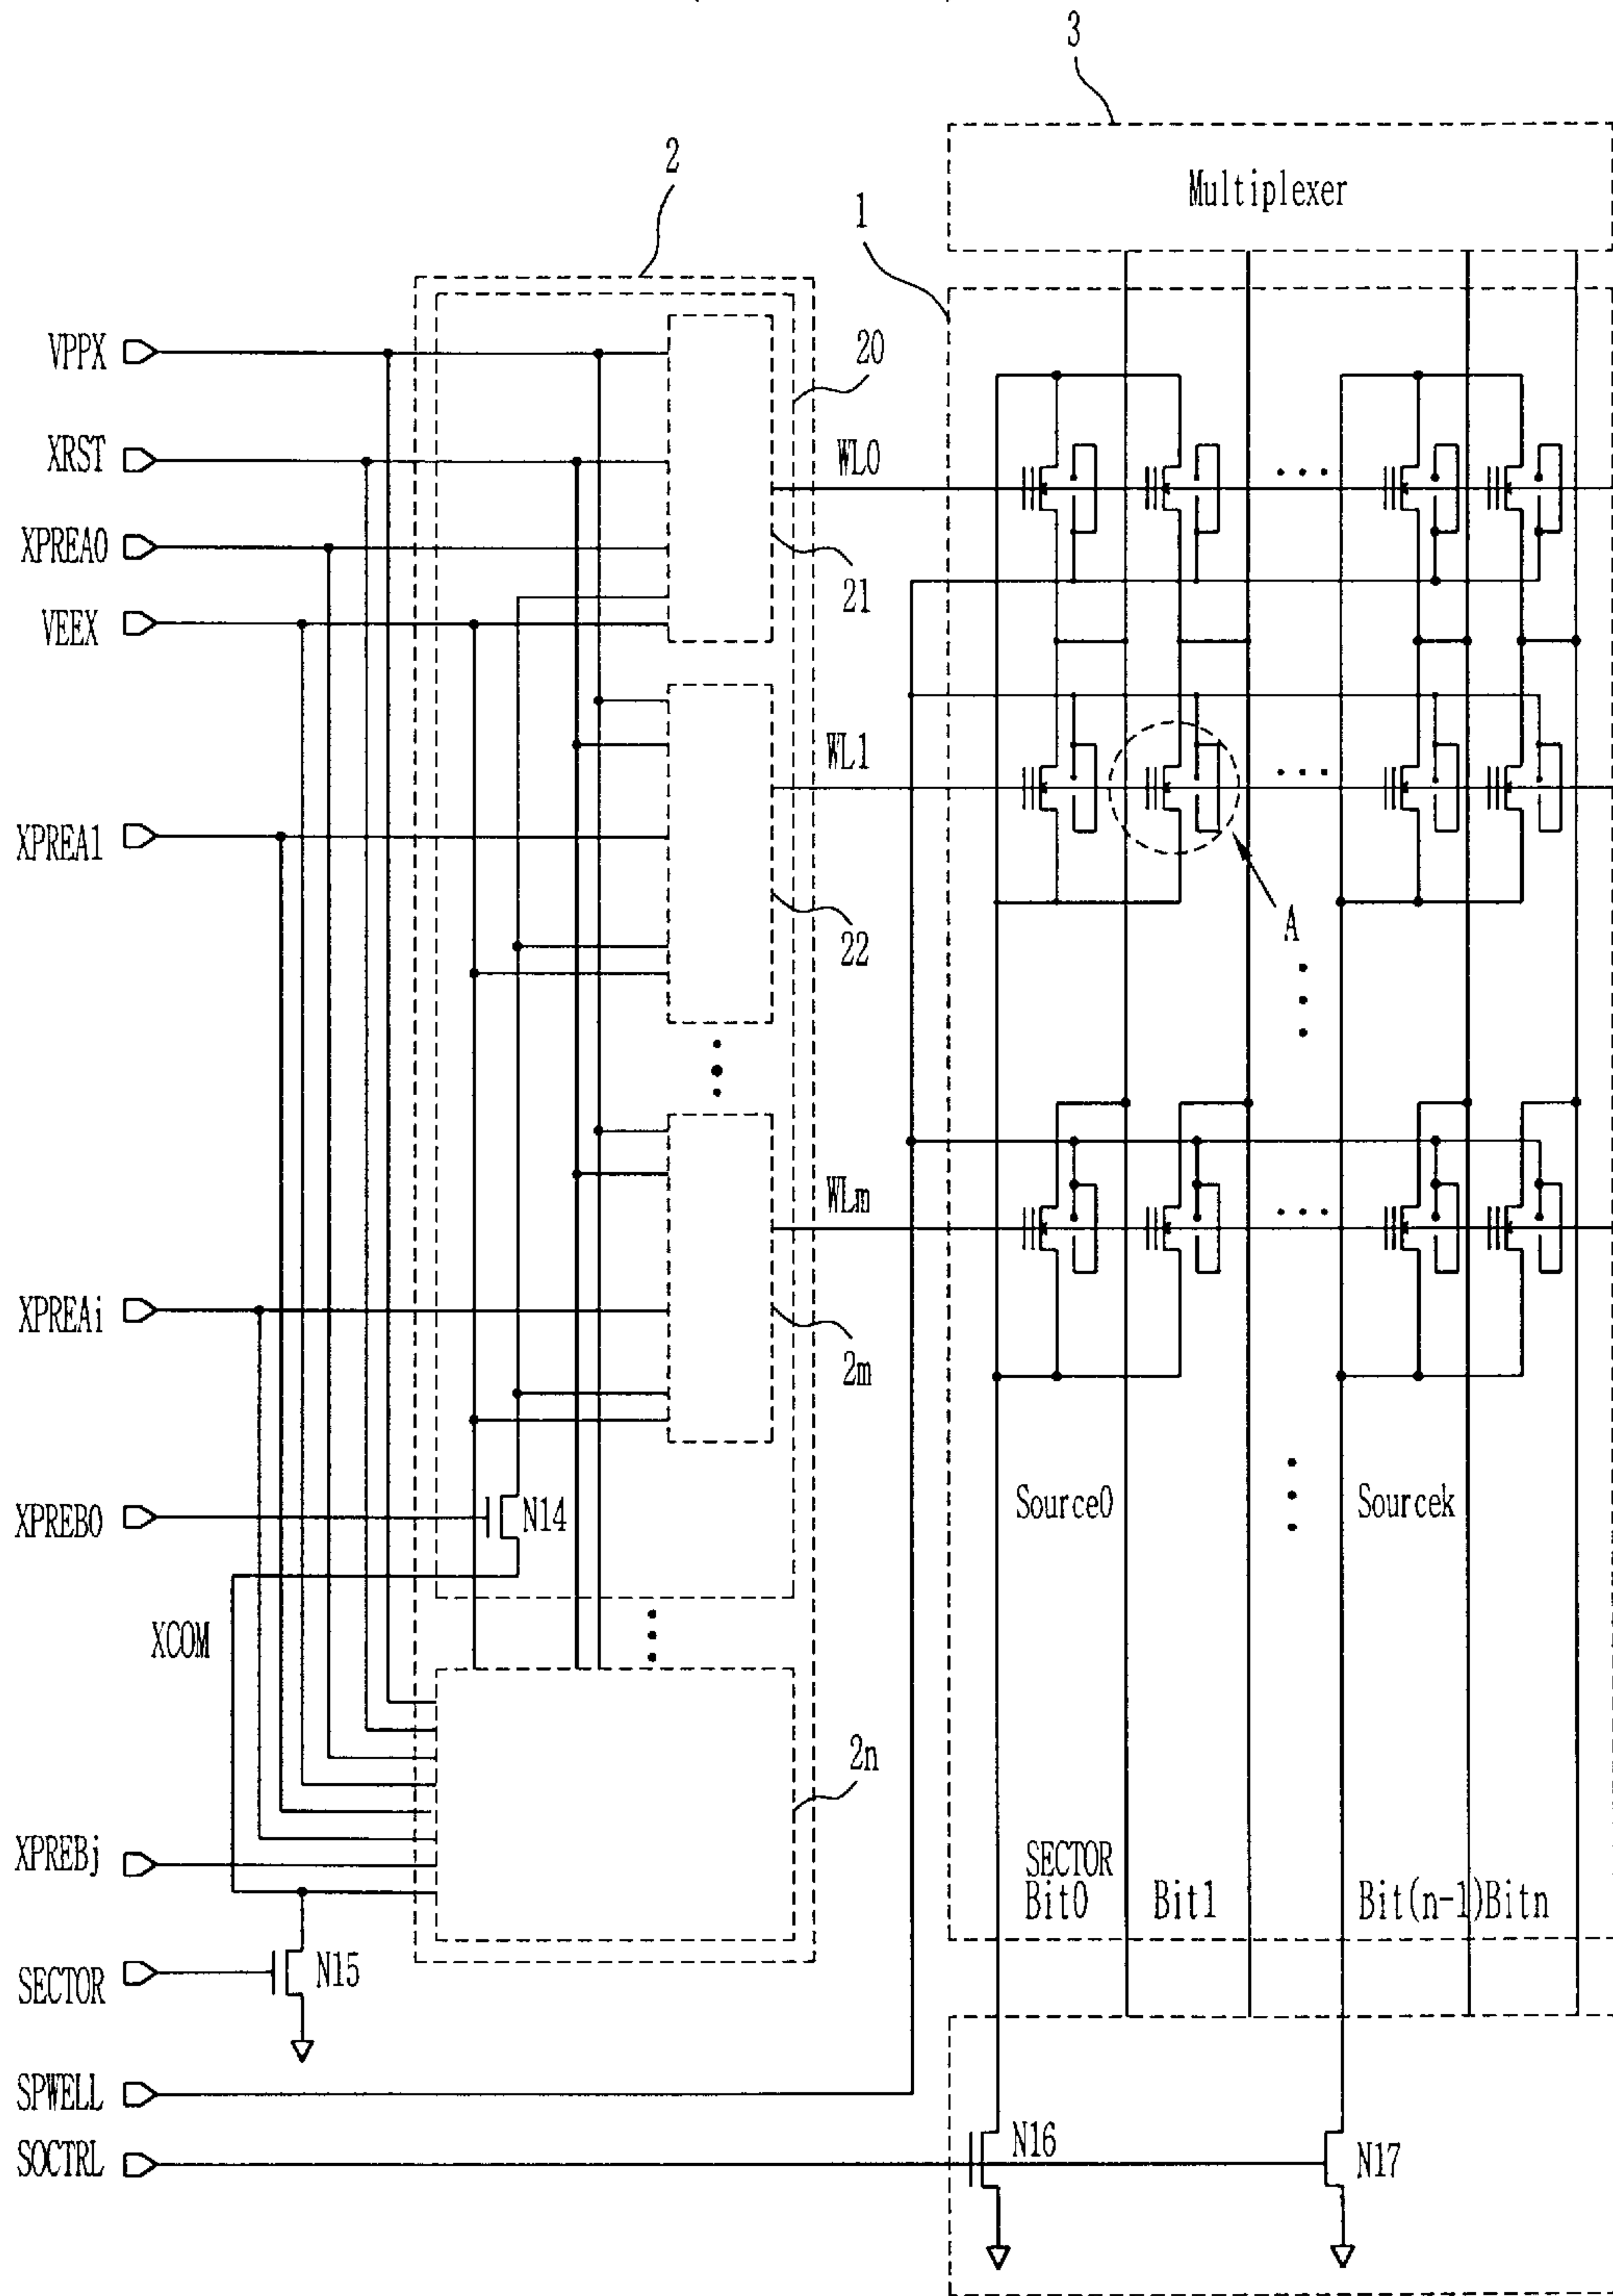 3
Multiplexer
2
1
VPPX
20
XRST
WL0
XPREA0
21
VEEX
WL1
XPREA1
22
A
WLm
XPREAi
2m
XPREB0
N14
Source0
Sourcek
XCOM
2n
XPREBj
SECTOR
Bit0
Bit1
Bit(n-1)
Bitn
SECTOR
N15
SPWELL
SOCTRL
N16
N17